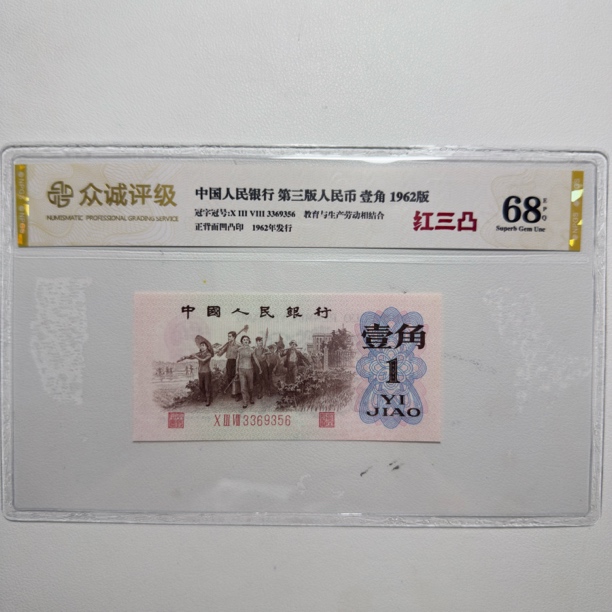 众诚评级
NUMISMATIC PROFESSIONAL GRADING SERVICE
中国人民银行 第三版人民币 壹角 1962版
冠字冠号:X III VIII 3369356 教育与生产劳动相结合
正背面凹凸印 1962年发行
红三凸
68 EPQ
Superb Gem Unc
中國人民銀行
壹角
1
YI
JIAO
X III VIII 3369356